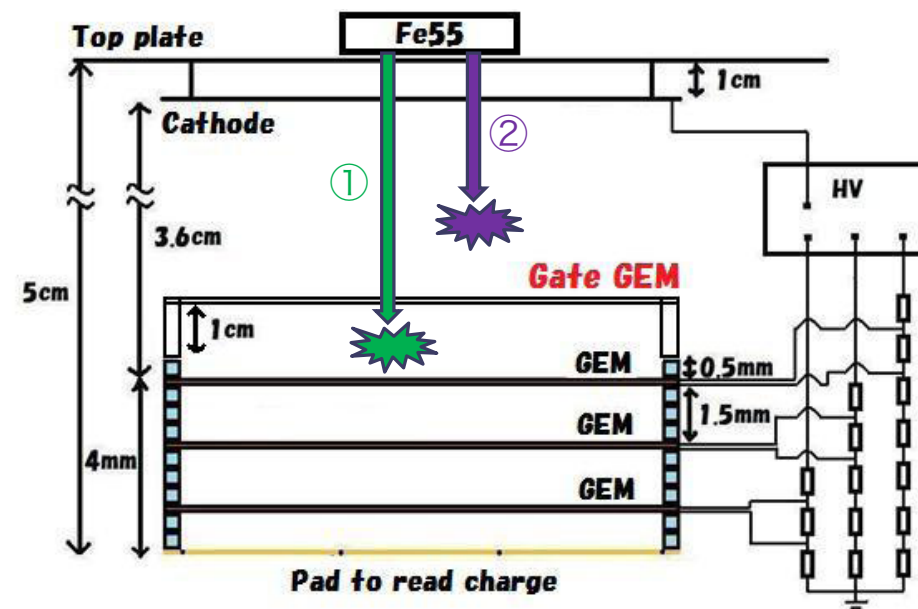 Fe55
Top plate
1cm
Cathode
②
①
HV
3.6cm
Gate GEM
5cm
1cm
GEM
0.5mm
1.5mm
GEM
4mm
GEM
Pad to read charge